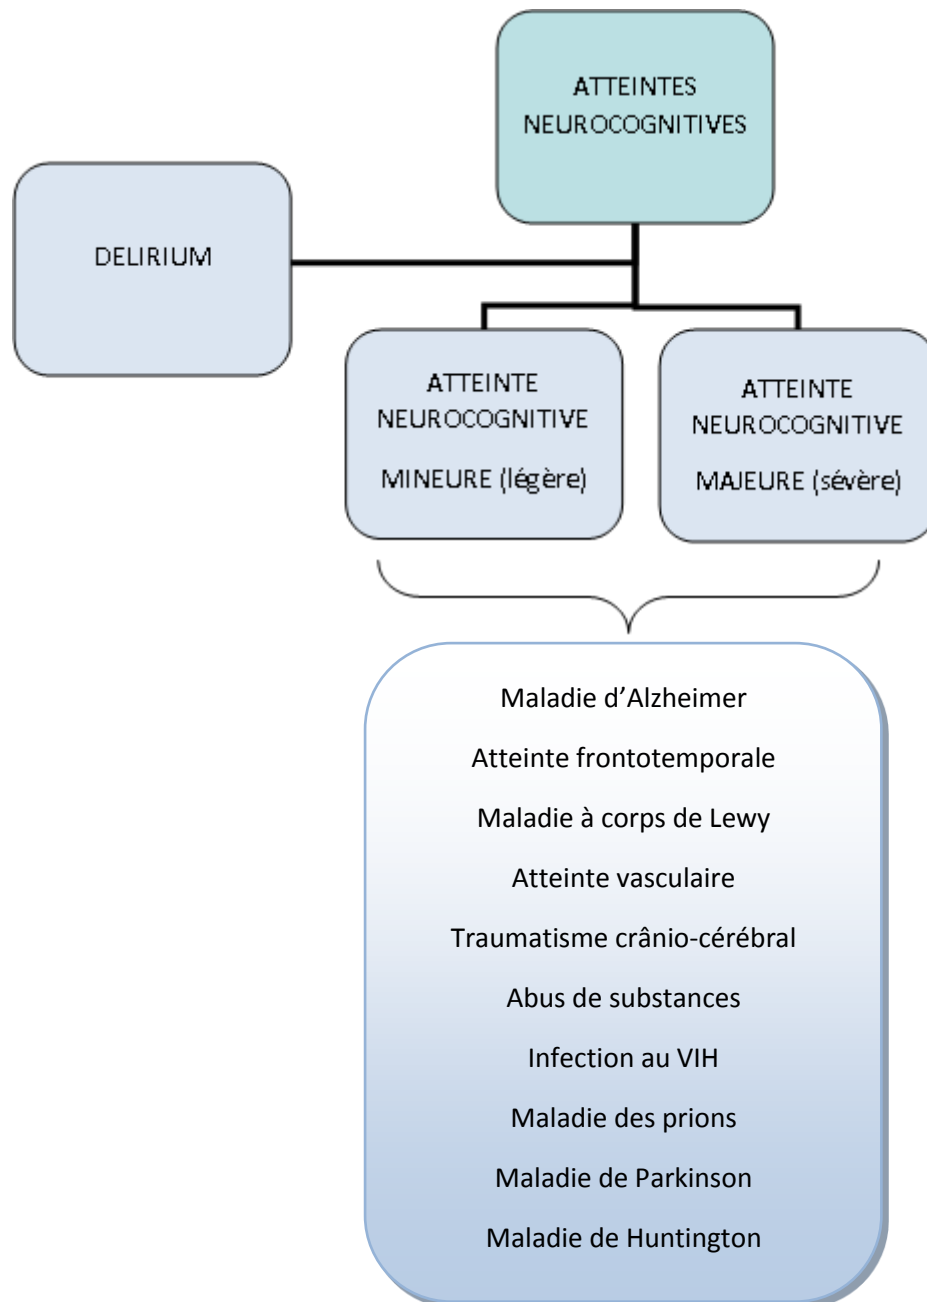 ATTEINTES
NEUROCOGNITIVES
DELIRIUM
ATTEINTE
NEUROCOGNITIVE
MINEURE (légère)
ATTEINTE
NEUROCOGNITIVE
MAJEURE (sévère)
Maladie d’Alzheimer
Atteinte frontotemporale
Maladie à corps de Lewy
Atteinte vasculaire
Traumatisme crânio-cérébral
Abus de substances
Infection au VIH
Maladie des prions
Maladie de Parkinson
Maladie de Huntington